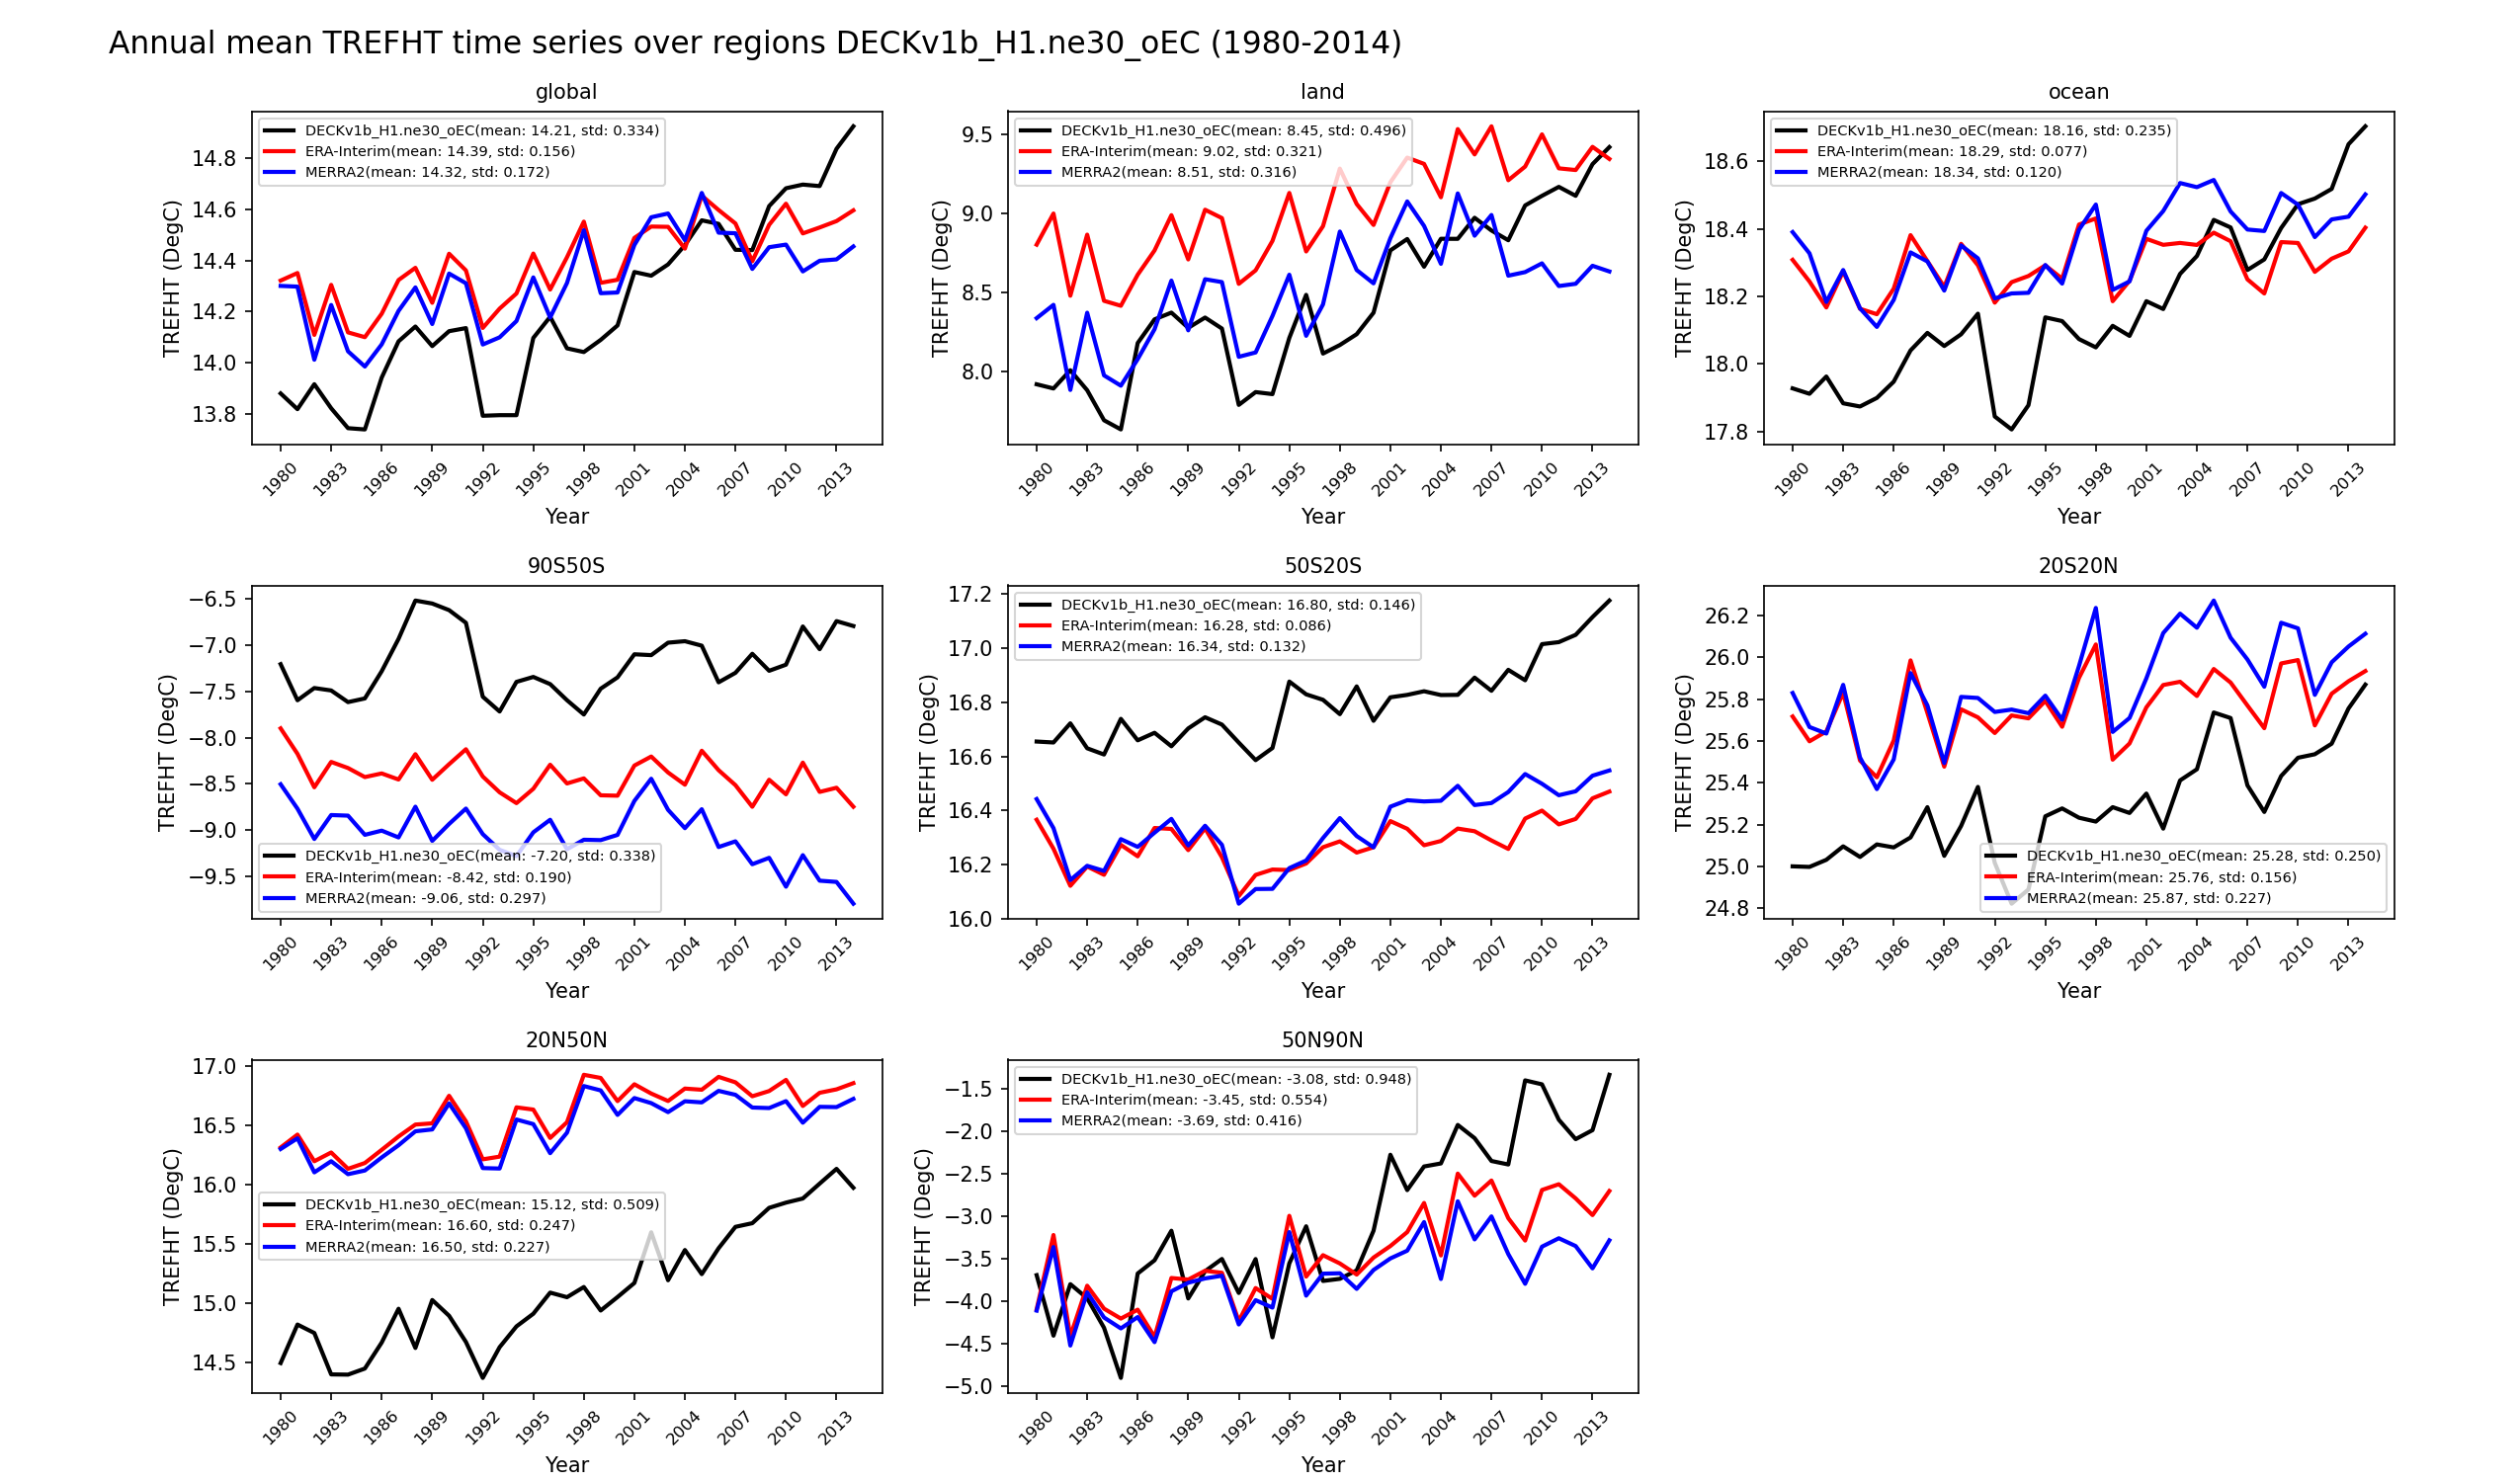 Annual mean TREFHT time series over regions DECKv1b_H1.ne30_oEC (1980-2014)
global
DECKv1b_H1.ne30_oEC(mean: 14.21, std: 0.334)
ERA-Interim(mean: 14.39, std: 0.156)
MERRA2(mean: 14.32, std: 0.172)
TREFHT (DegC)
14.8
14.6
14.4
14.2
14.0
13.8
1980 1983 1986 1989 1992 1995 1998 2001 2004 2007 2010 2013
Year
land
DECKv1b_H1.ne30_oEC(mean: 8.45, std: 0.496)
ERA-Interim(mean: 9.02, std: 0.321)
MERRA2(mean: 8.51, std: 0.316)
TREFHT (DegC)
9.5
9.0
8.5
8.0
1980 1983 1986 1989 1992 1995 1998 2001 2004 2007 2010 2013
Year
ocean
DECKv1b_H1.ne30_oEC(mean: 18.16, std: 0.235)
ERA-Interim(mean: 18.29, std: 0.077)
MERRA2(mean: 18.34, std: 0.120)
TREFHT (DegC)
18.6
18.4
18.2
18.0
17.8
1980 1983 1986 1989 1992 1995 1998 2001 2004 2007 2010 2013
Year
90S50S
TREFHT (DegC)
−6.5
−7.0
−7.5
−8.0
−8.5
−9.0
−9.5
DECKv1b_H1.ne30_oEC(mean: -7.20, std: 0.338)
ERA-Interim(mean: -8.42, std: 0.190)
MERRA2(mean: -9.06, std: 0.297)
1980 1983 1986 1989 1992 1995 1998 2001 2004 2007 2010 2013
Year
50S20S
DECKv1b_H1.ne30_oEC(mean: 16.80, std: 0.146)
ERA-Interim(mean: 16.28, std: 0.086)
MERRA2(mean: 16.34, std: 0.132)
TREFHT (DegC)
17.2
17.0
16.8
16.6
16.4
16.2
16.0
1980 1983 1986 1989 1992 1995 1998 2001 2004 2007 2010 2013
Year
20S20N
TREFHT (DegC)
26.2
26.0
25.8
25.6
25.4
25.2
25.0
24.8
DECKv1b_H1.ne30_oEC(mean: 25.28, std: 0.250)
ERA-Interim(mean: 25.76, std: 0.156)
MERRA2(mean: 25.87, std: 0.227)
1980 1983 1986 1989 1992 1995 1998 2001 2004 2007 2010 2013
Year
20N50N
TREFHT (DegC)
17.0
16.5
16.0
15.5
15.0
14.5
DECKv1b_H1.ne30_oEC(mean: 15.12, std: 0.509)
ERA-Interim(mean: 16.60, std: 0.247)
MERRA2(mean: 16.50, std: 0.227)
1980 1983 1986 1989 1992 1995 1998 2001 2004 2007 2010 2013
Year
50N90N
DECKv1b_H1.ne30_oEC(mean: -3.08, std: 0.948)
ERA-Interim(mean: -3.45, std: 0.554)
MERRA2(mean: -3.69, std: 0.416)
TREFHT (DegC)
−1.5
−2.0
−2.5
−3.0
−3.5
−4.0
−4.5
−5.0
1980 1983 1986 1989 1992 1995 1998 2001 2004 2007 2010 2013
Year